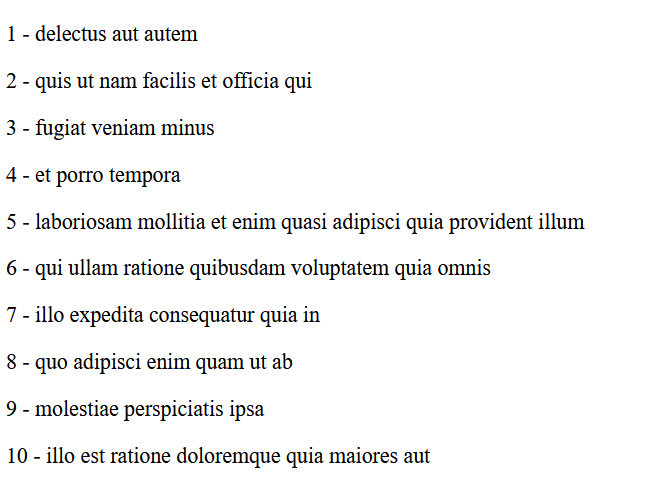 1 - delectus aut autem
2 - quis ut nam facilis et officia qui
3 - fugiat veniam minus
4 - et porro tempora
5 - laboriosam mollitia et enim quasi adipisci quia provident illum
6 - qui ullam ratione quibusdam voluptatem quia omnis
7 - illo expedita consequatur quia in
8 - quo adipisci enim quam ut ab
9 - molestiae perspiciatis ipsa
10 - illo est ratione doloremque quia maiores aut